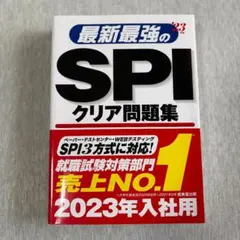 最新最強の
'23
SPI
クリア問題集
ペーパーテスト・テストセンター・WEBテスティング
SPI3方式に対応!
就職試験対策部門
売上NO.1
2023年入社用